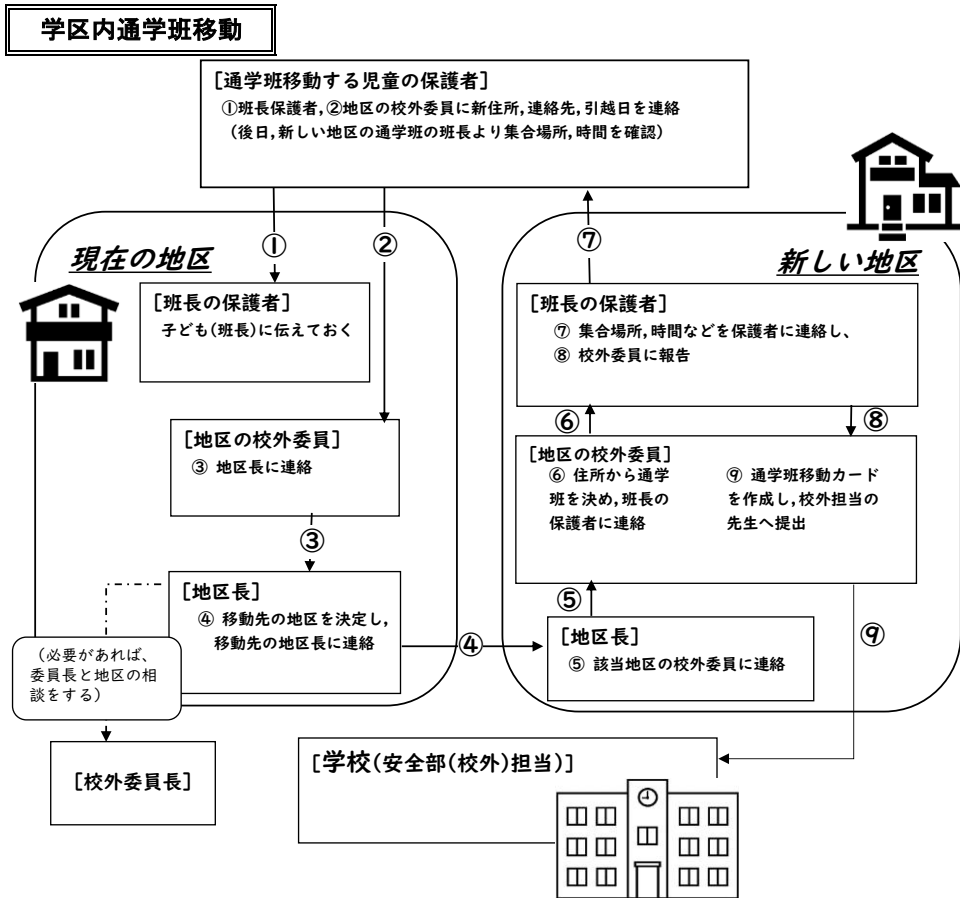 学区内通学班移動
[通学班移動する児童の保護者]
①班長保護者,②地区の校外委員に新住所,連絡先,引越日を連絡
(後日,新しい地区の通学班の班長より集合場所,時間を確認)
①
②
⑦
現在の地区
[班長の保護者]
子ども(班長)に伝えておく
[地区の校外委員]
③ 地区長に連絡
③
[地区長]
④ 移動先の地区を決定し,
移動先の地区長に連絡
(必要があれば、
委員長と地区の相
談をする)
[校外委員長]
④
新しい地区
[班長の保護者]
⑦ 集合場所,時間などを保護者に連絡し、
⑧ 校外委員に報告
⑥
⑧
[地区の校外委員]
⑥ 住所から通学
班を決め,班長の
保護者に連絡
⑨ 通学班移動カード
を作成し,校外担当の
先生へ提出
⑤
[地区長]
⑤ 該当地区の校外委員に連絡
⑨
[学校(安全部(校外)担当)]